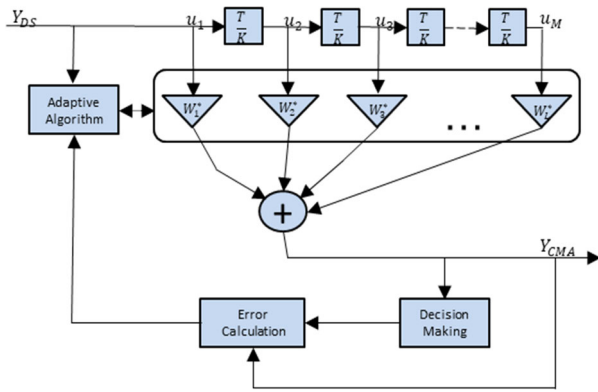 Y_DS u_1 T/K u_2 T/K u_3 T/K T/K u_M
Adaptive
Algorithm
W_1^* W_2^* W_3^* ... W_L^*
+
Y_CMA
Error
Calculation
Decision
Making